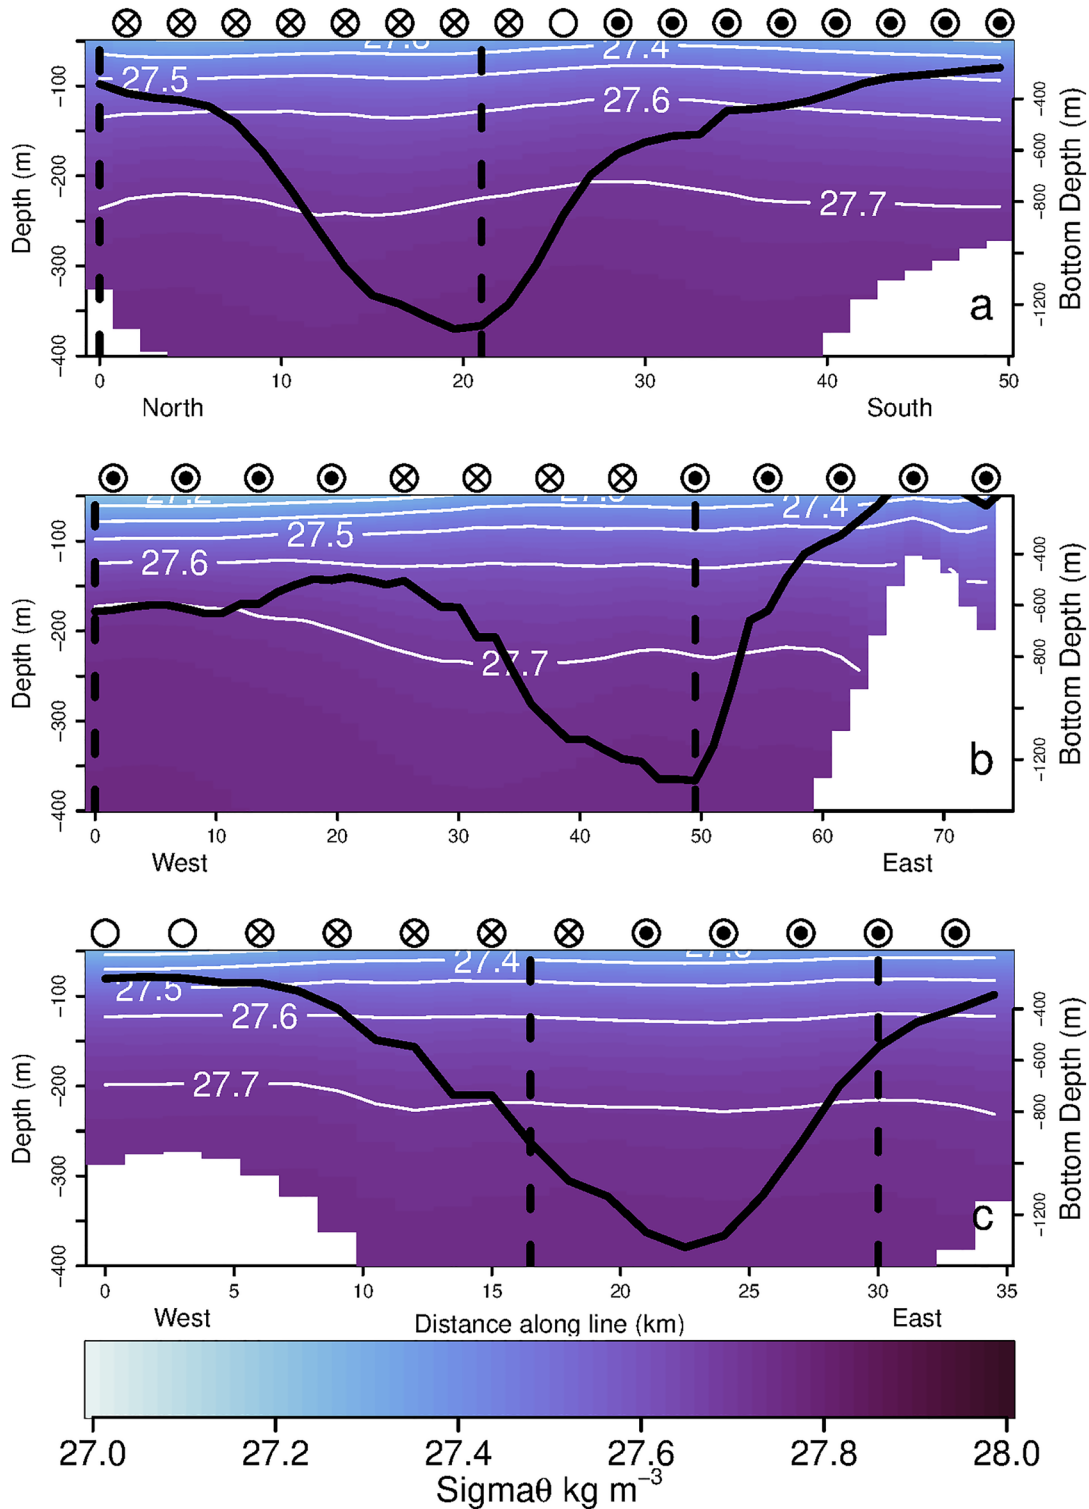 27.4
27.5
27.6
27.7
-100
-200
-300
-400
Depth (m)
-400
-600
-800
-1200
Bottom Depth (m)
a
0 10 20 30 40 50
North South
27.4
27.5
27.6
27.7
-100
-200
-300
-400
Depth (m)
-400
-600
-800
-1200
Bottom Depth (m)
b
0 10 20 30 40 50 60 70
West East
27.4
27.5
27.6
27.7
-100
-200
-300
-400
Depth (m)
-400
-600
-800
-1200
Bottom Depth (m)
c
0 5 10 15 20 25 30 35
West Distance along line (km) East
27.0 27.2 27.4 27.6 27.8 28.0
Sigmaθ kg m⁻³